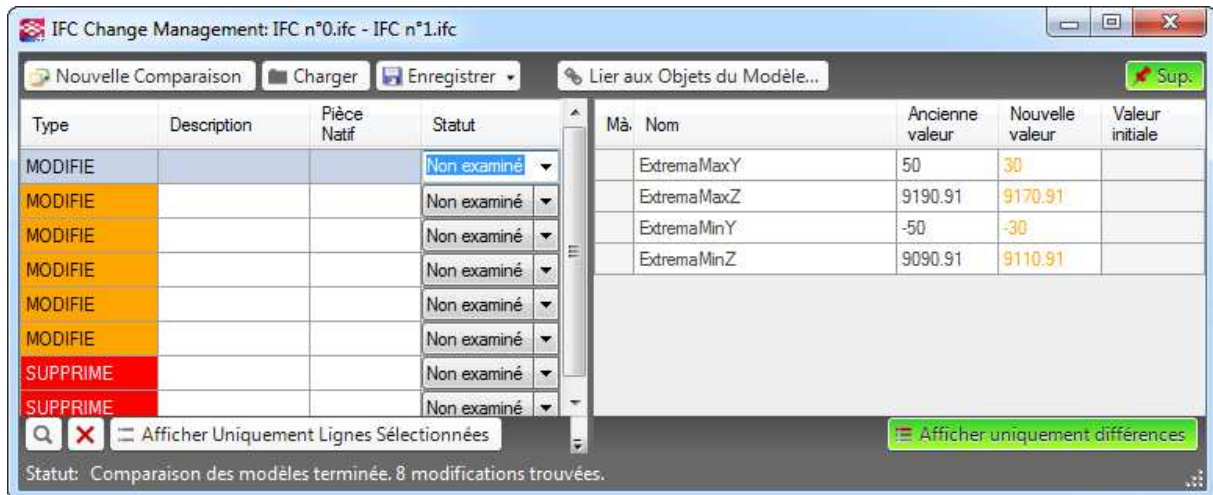 IFC Change Management: IFC n°0.ifc - IFC n°1.ifc
Nouvelle Comparaison Charger Enregistrer Lier aux Objets du Modèle... Sup.
Type Description Pièce Natif Statut Mà. Nom Ancienne valeur Nouvelle valeur Valeur initiale
MODIFIE Non examiné ExtremaMaxY 50 30
MODIFIE Non examiné ExtremaMaxZ 9190.91 9170.91
MODIFIE Non examiné ExtremaMinY -50 -30
MODIFIE Non examiné ExtremaMinZ 9090.91 9110.91
MODIFIE Non examiné
MODIFIE Non examiné
SUPPRIME Non examiné
SUPPRIME Non examiné
Afficher Uniquement Lignes Sélectionnées Afficher uniquement différences
Statut: Comparaison des modèles terminée. 8 modifications trouvées.